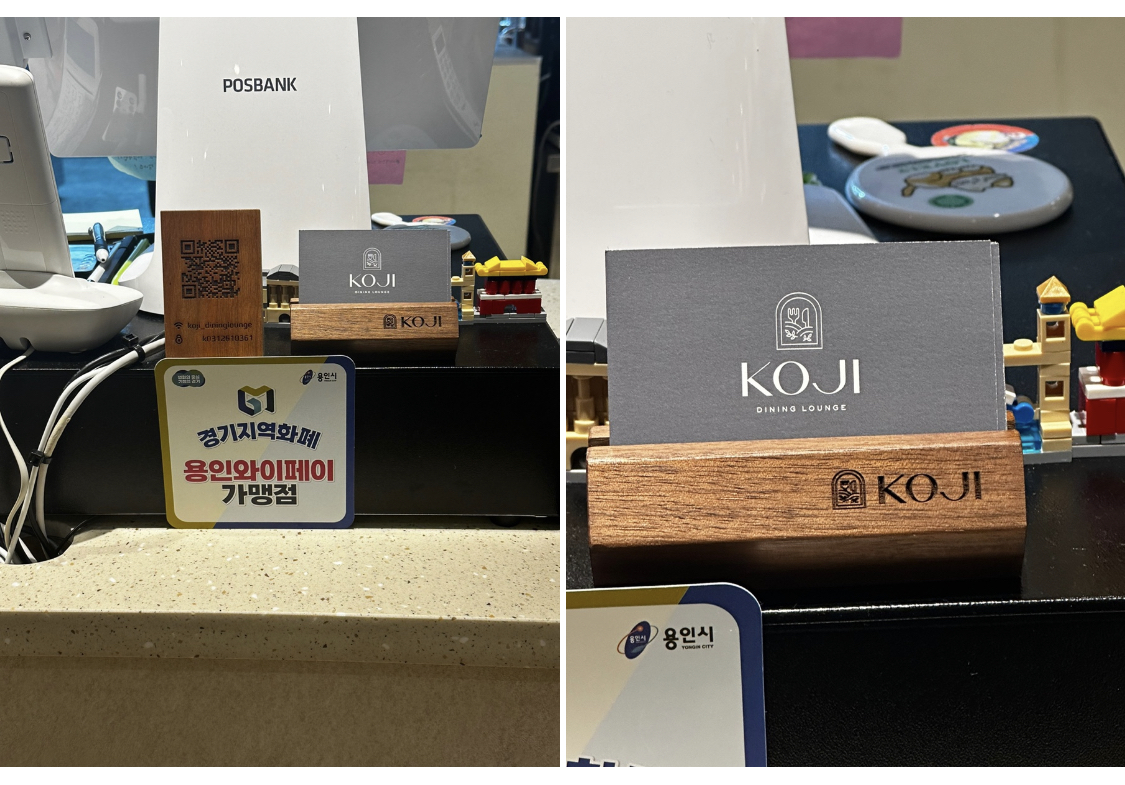 POSBANK
koji_dininglounge
k0312619361
KOJI
DINING LOUNGE
KOJI
용인시
경기지역화폐
용인와이페이
가맹점
KOJI
DINING LOUNGE
KOJI
용인시
용인시
YONGIN CITY